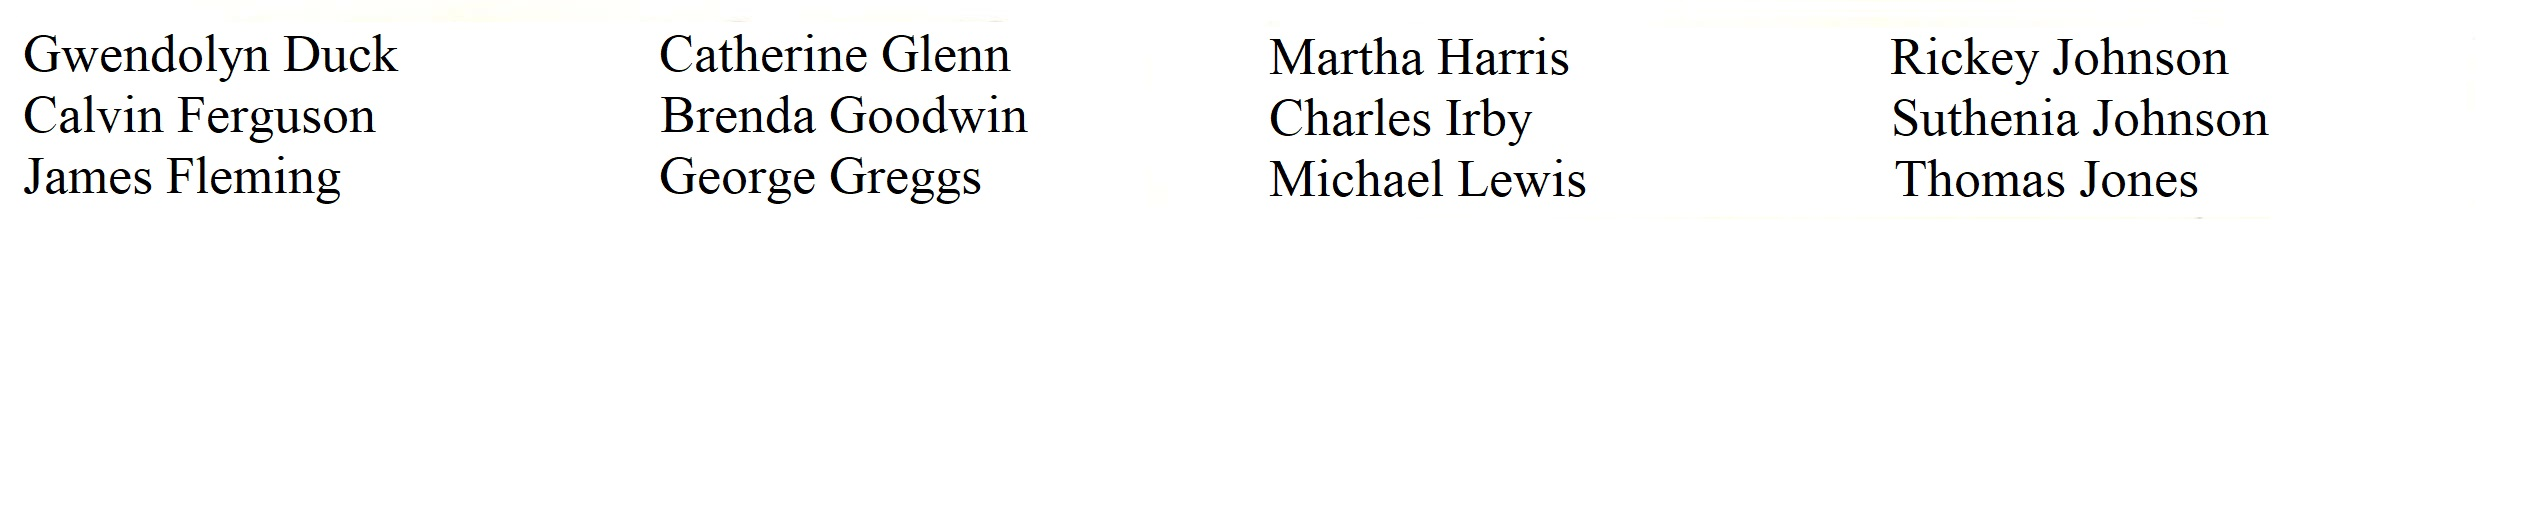 Gwendolyn Duck
Calvin Ferguson
James Fleming
Catherine Glenn
Brenda Goodwin
George Greggs
Martha Harris
Charles Irby
Michael Lewis
Rickey Johnson
Suthenia Johnson
Thomas Jones